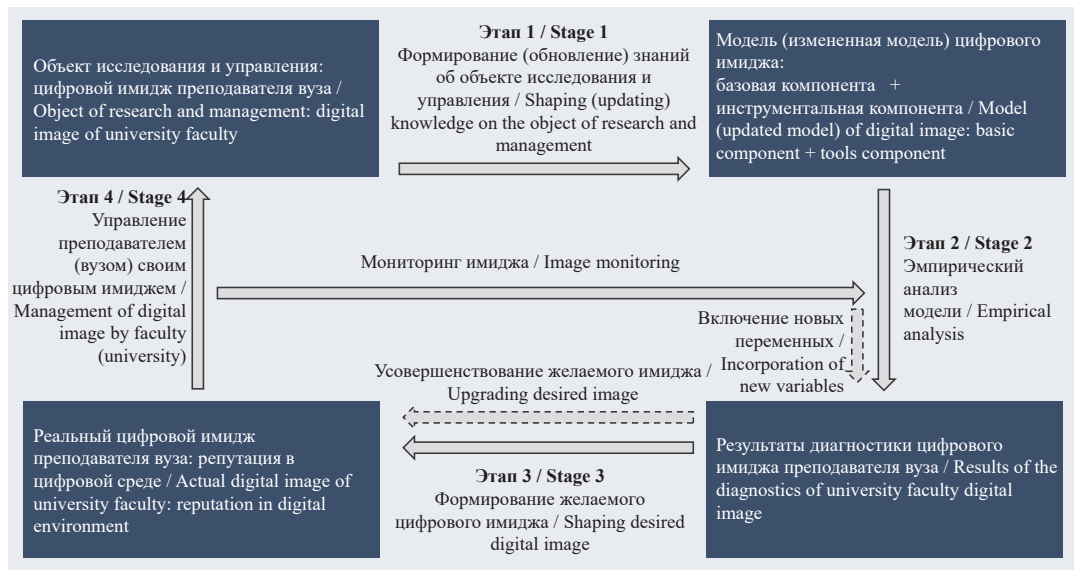 Объект исследования и управления:
цифровой имидж преподавателя вуза /
Object of research and management: digital
image of university faculty
Этап 1 / Stage 1
Формирование (обновление) знаний
об объекте исследования и
управления / Shaping (updating)
knowledge on the object of research and
management
Модель (измененная модель) цифрового
имиджа:
базовая компонента +
инструментальная компонента / Model
(updated model) of digital image: basic
component + tools component
Этап 4 / Stage 4
Управление
преподавателем
(вузом) своим
цифровым имиджем /
Management of digital
image by faculty
(university)
Мониторинг имиджа / Image monitoring
Этап 2 / Stage 2
Эмпирический
анализ
модели / Empirical
analysis
Включение новых
переменных /
Incorporation of
new variables
Усовершенствование желаемого имиджа /
Upgrading desired image
Реальный цифровой имидж
преподавателя вуза: репутация в
цифровой среде / Actual digital image of
university faculty: reputation in digital
environment
Этап 3 / Stage 3
Формирование желаемого
цифрового имиджа / Shaping desired
digital image
Результаты диагностики цифрового
имиджа преподавателя вуза / Results of the
diagnostics of university faculty digital
image